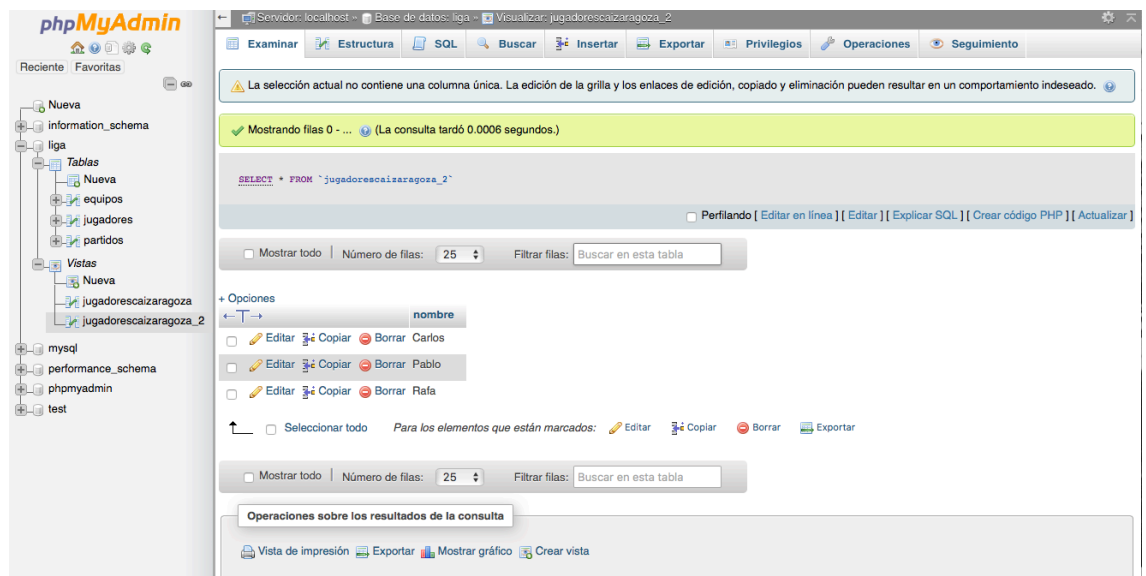 phpMyAdmin
Reciente Favoritas
Nueva
information_schema
liga
Tablas
Nueva
equipos
jugadores
partidos
Vistas
Nueva
jugadorescaizaragoza
jugadorescaizaragoza_2
mysql
performance_schema
phpmyadmin
test
Servidor: localhost » Base de datos: liga » Visualizar: jugadorescaizaragoza_2
Examinar Estructura SQL Buscar Insertar Exportar Privilegios Operaciones Seguimiento
La selección actual no contiene una columna única. La edición de la grilla y los enlaces de edición, copiado y eliminación pueden resultar en un comportamiento indeseado.
Mostrando filas 0 - ... (La consulta tardó 0.0006 segundos.)
SELECT * FROM `jugadorescaizaragoza_2`
Perfilando [ Editar en línea ] [ Editar ] [ Explicar SQL ] [ Crear código PHP ] [ Actualizar ]
Mostrar todo | Número de filas: 25 Filtrar filas: Buscar en esta tabla
+ Opciones
←T→ nombre
Editar Copiar Borrar Carlos
Editar Copiar Borrar Pablo
Editar Copiar Borrar Rafa
Seleccionar todo Para los elementos que están marcados: Editar Copiar Borrar Exportar
Mostrar todo | Número de filas: 25 Filtrar filas: Buscar en esta tabla
Operaciones sobre los resultados de la consulta
Vista de impresión Exportar Mostrar gráfico Crear vista